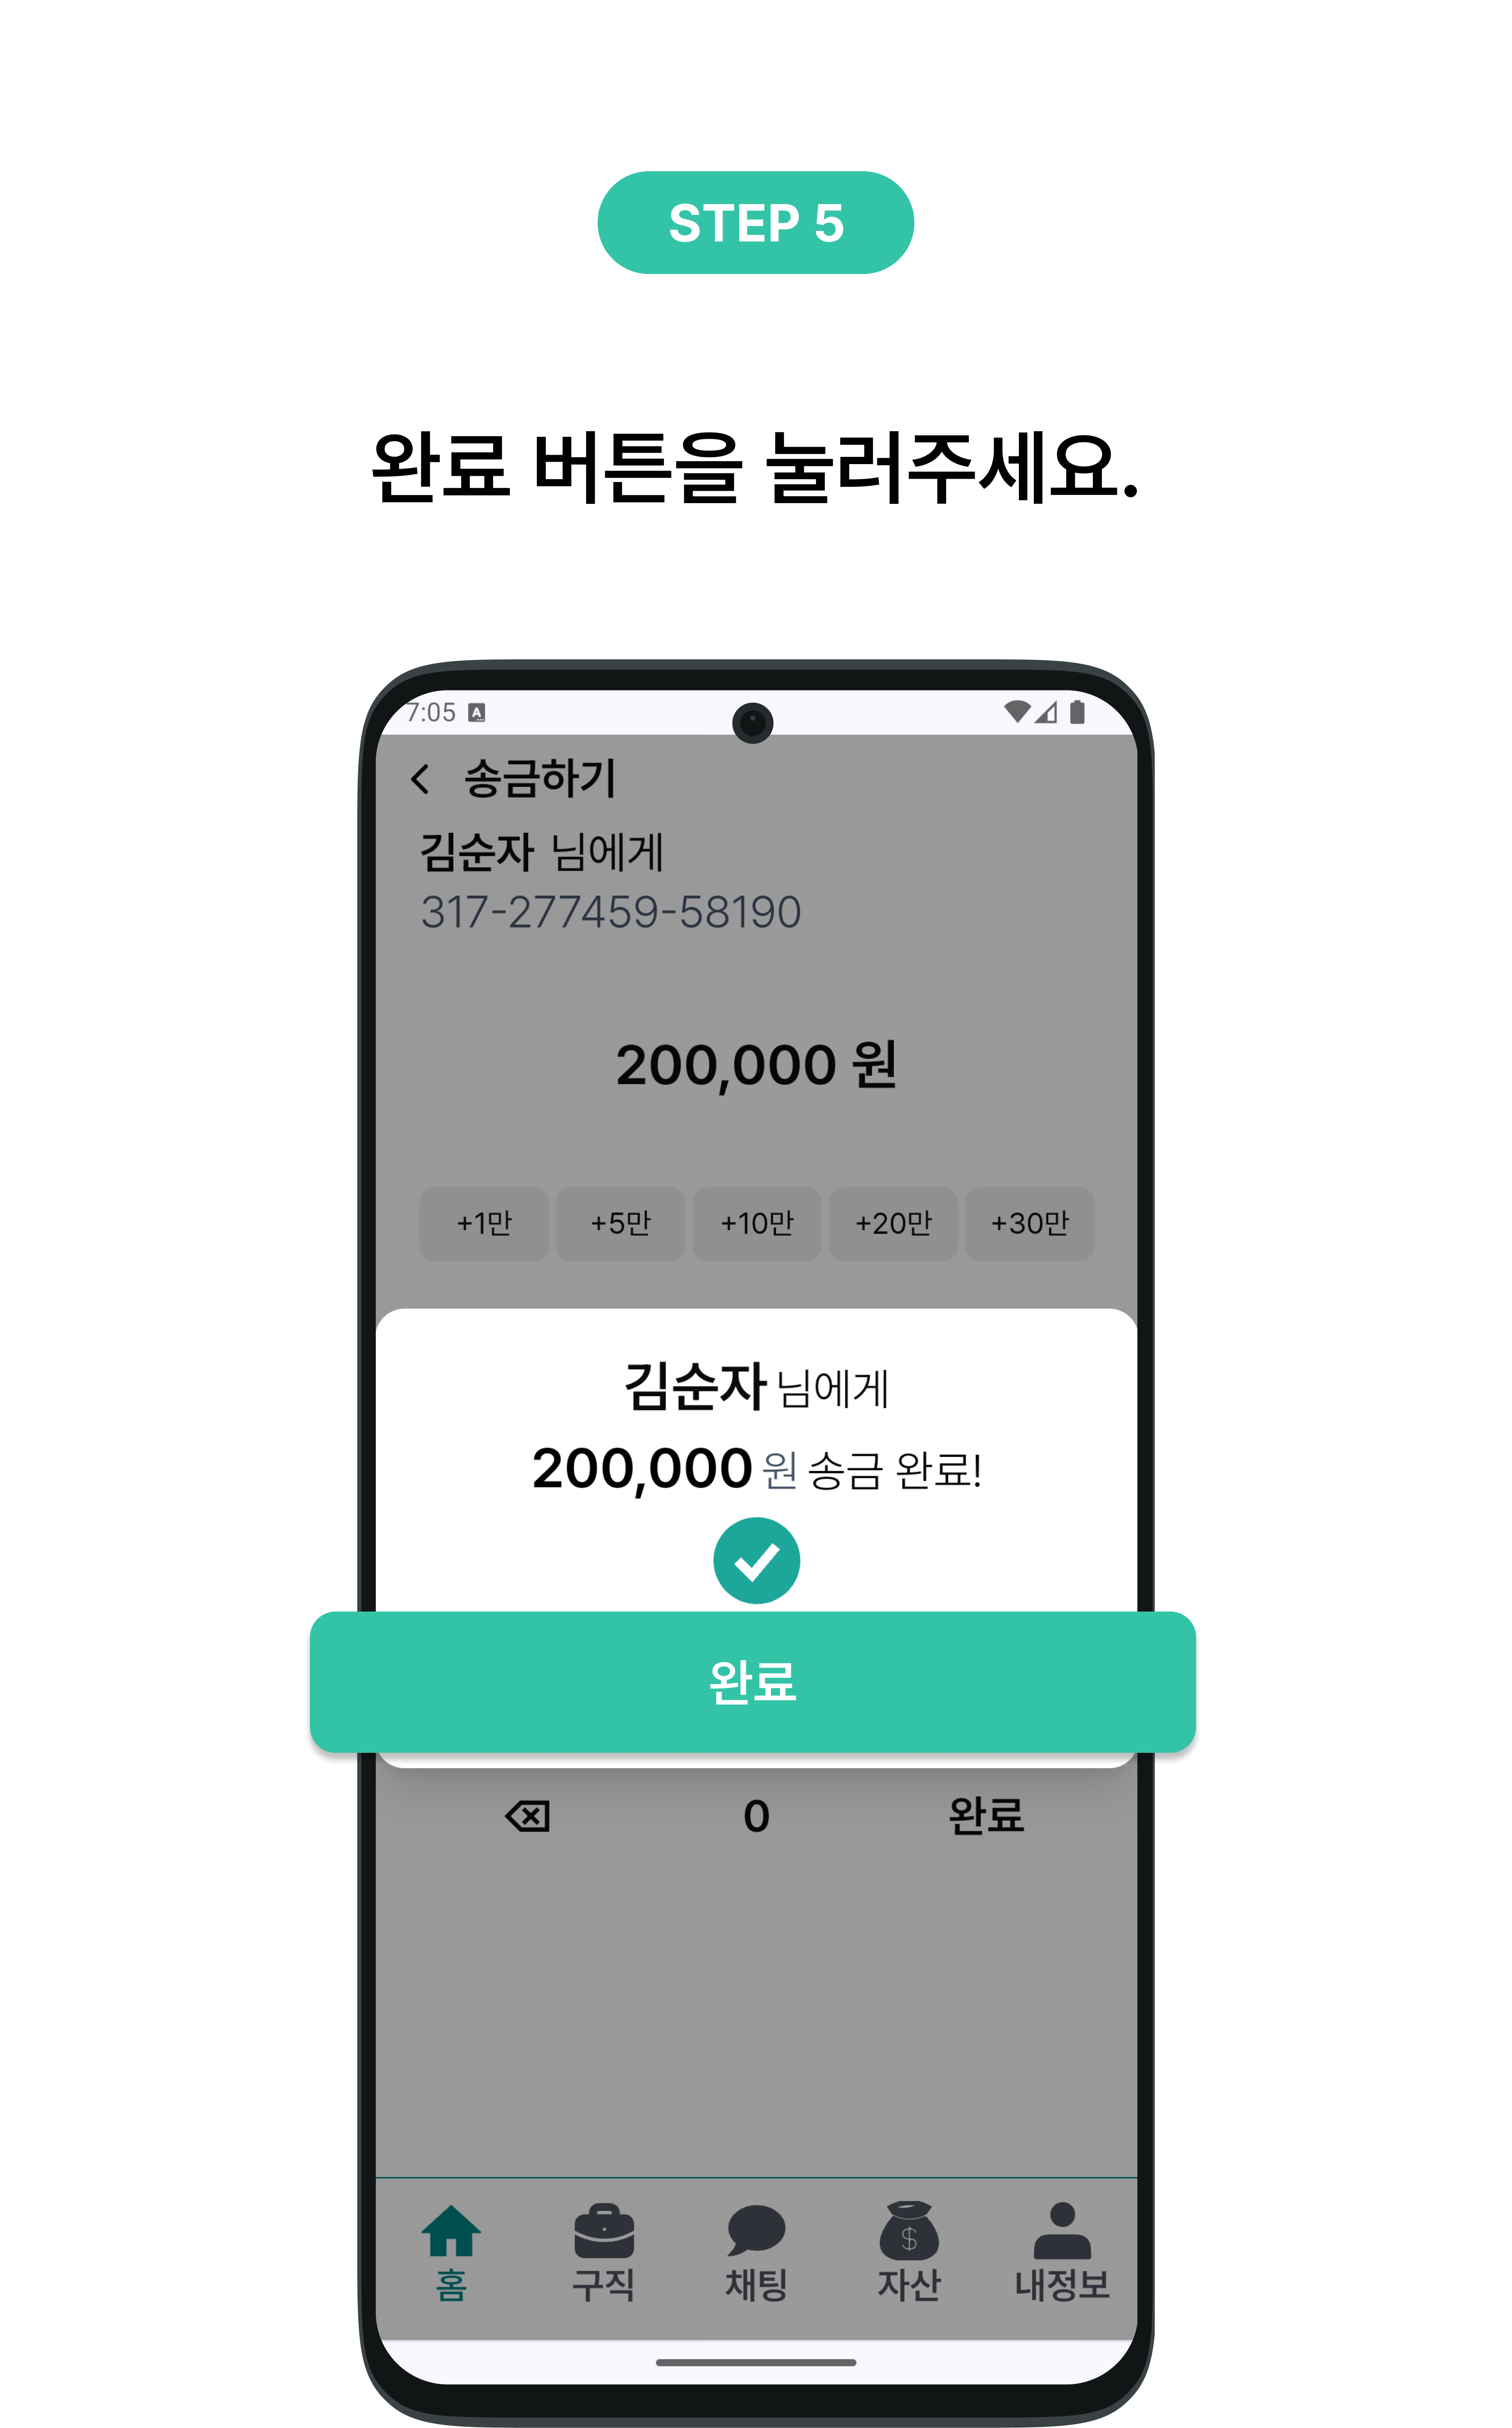 STEP 5
완료 버튼을 눌러주세요.
7:05
송금하기
김순자 님에게
317-277459-58190
200,000 원
+1만 +5만 +10만 +20만 +30만
김순자 님에게
200,000 원 송금 완료!
완료
0 완료
홈 구직 채팅 자산 내정보